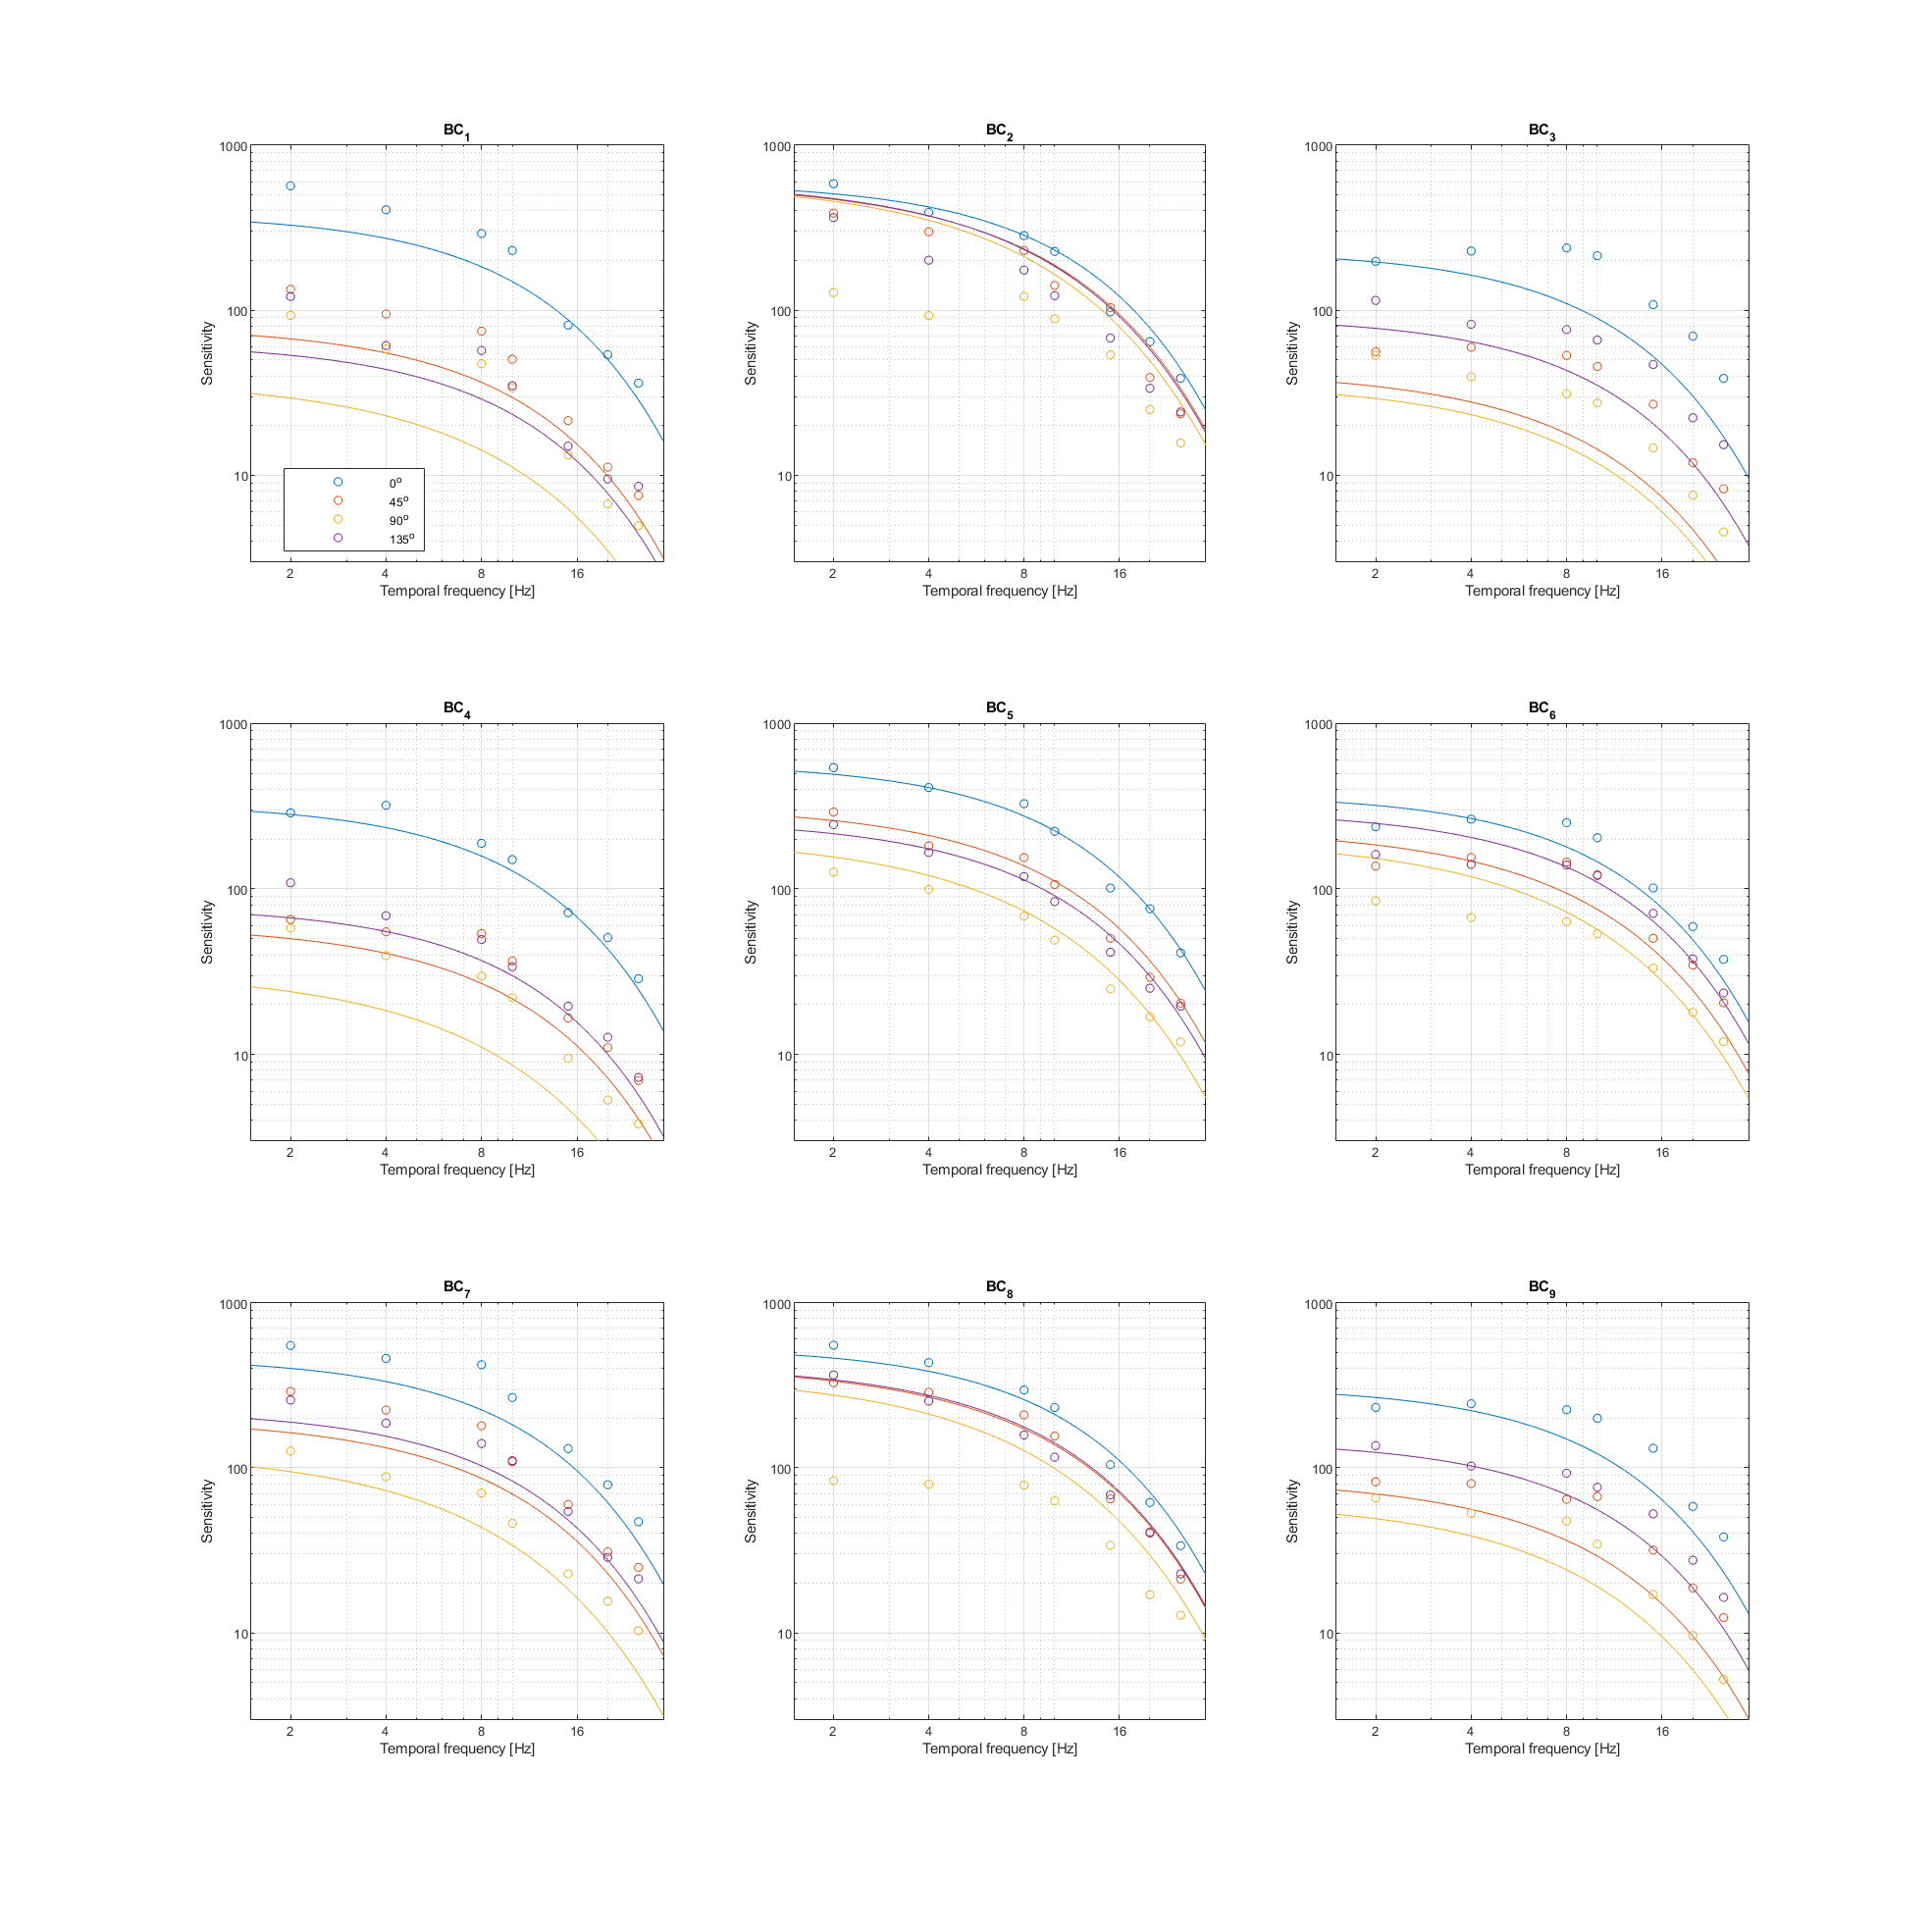 BC1 BC2 BC3
1000 1000 1000
100 100 100
10 10 10
Sensitivity Sensitivity Sensitivity
0o
45o
90o
135o
2 4 8 16 2 4 8 16 2 4 8 16
Temporal frequency [Hz] Temporal frequency [Hz] Temporal frequency [Hz]
BC4 BC5 BC6
1000 1000 1000
100 100 100
10 10 10
Sensitivity Sensitivity Sensitivity
2 4 8 16 2 4 8 16 2 4 8 16
Temporal frequency [Hz] Temporal frequency [Hz] Temporal frequency [Hz]
BC7 BC8 BC9
1000 1000 1000
100 100 100
10 10 10
Sensitivity Sensitivity Sensitivity
2 4 8 16 2 4 8 16 2 4 8 16
Temporal frequency [Hz] Temporal frequency [Hz] Temporal frequency [Hz]